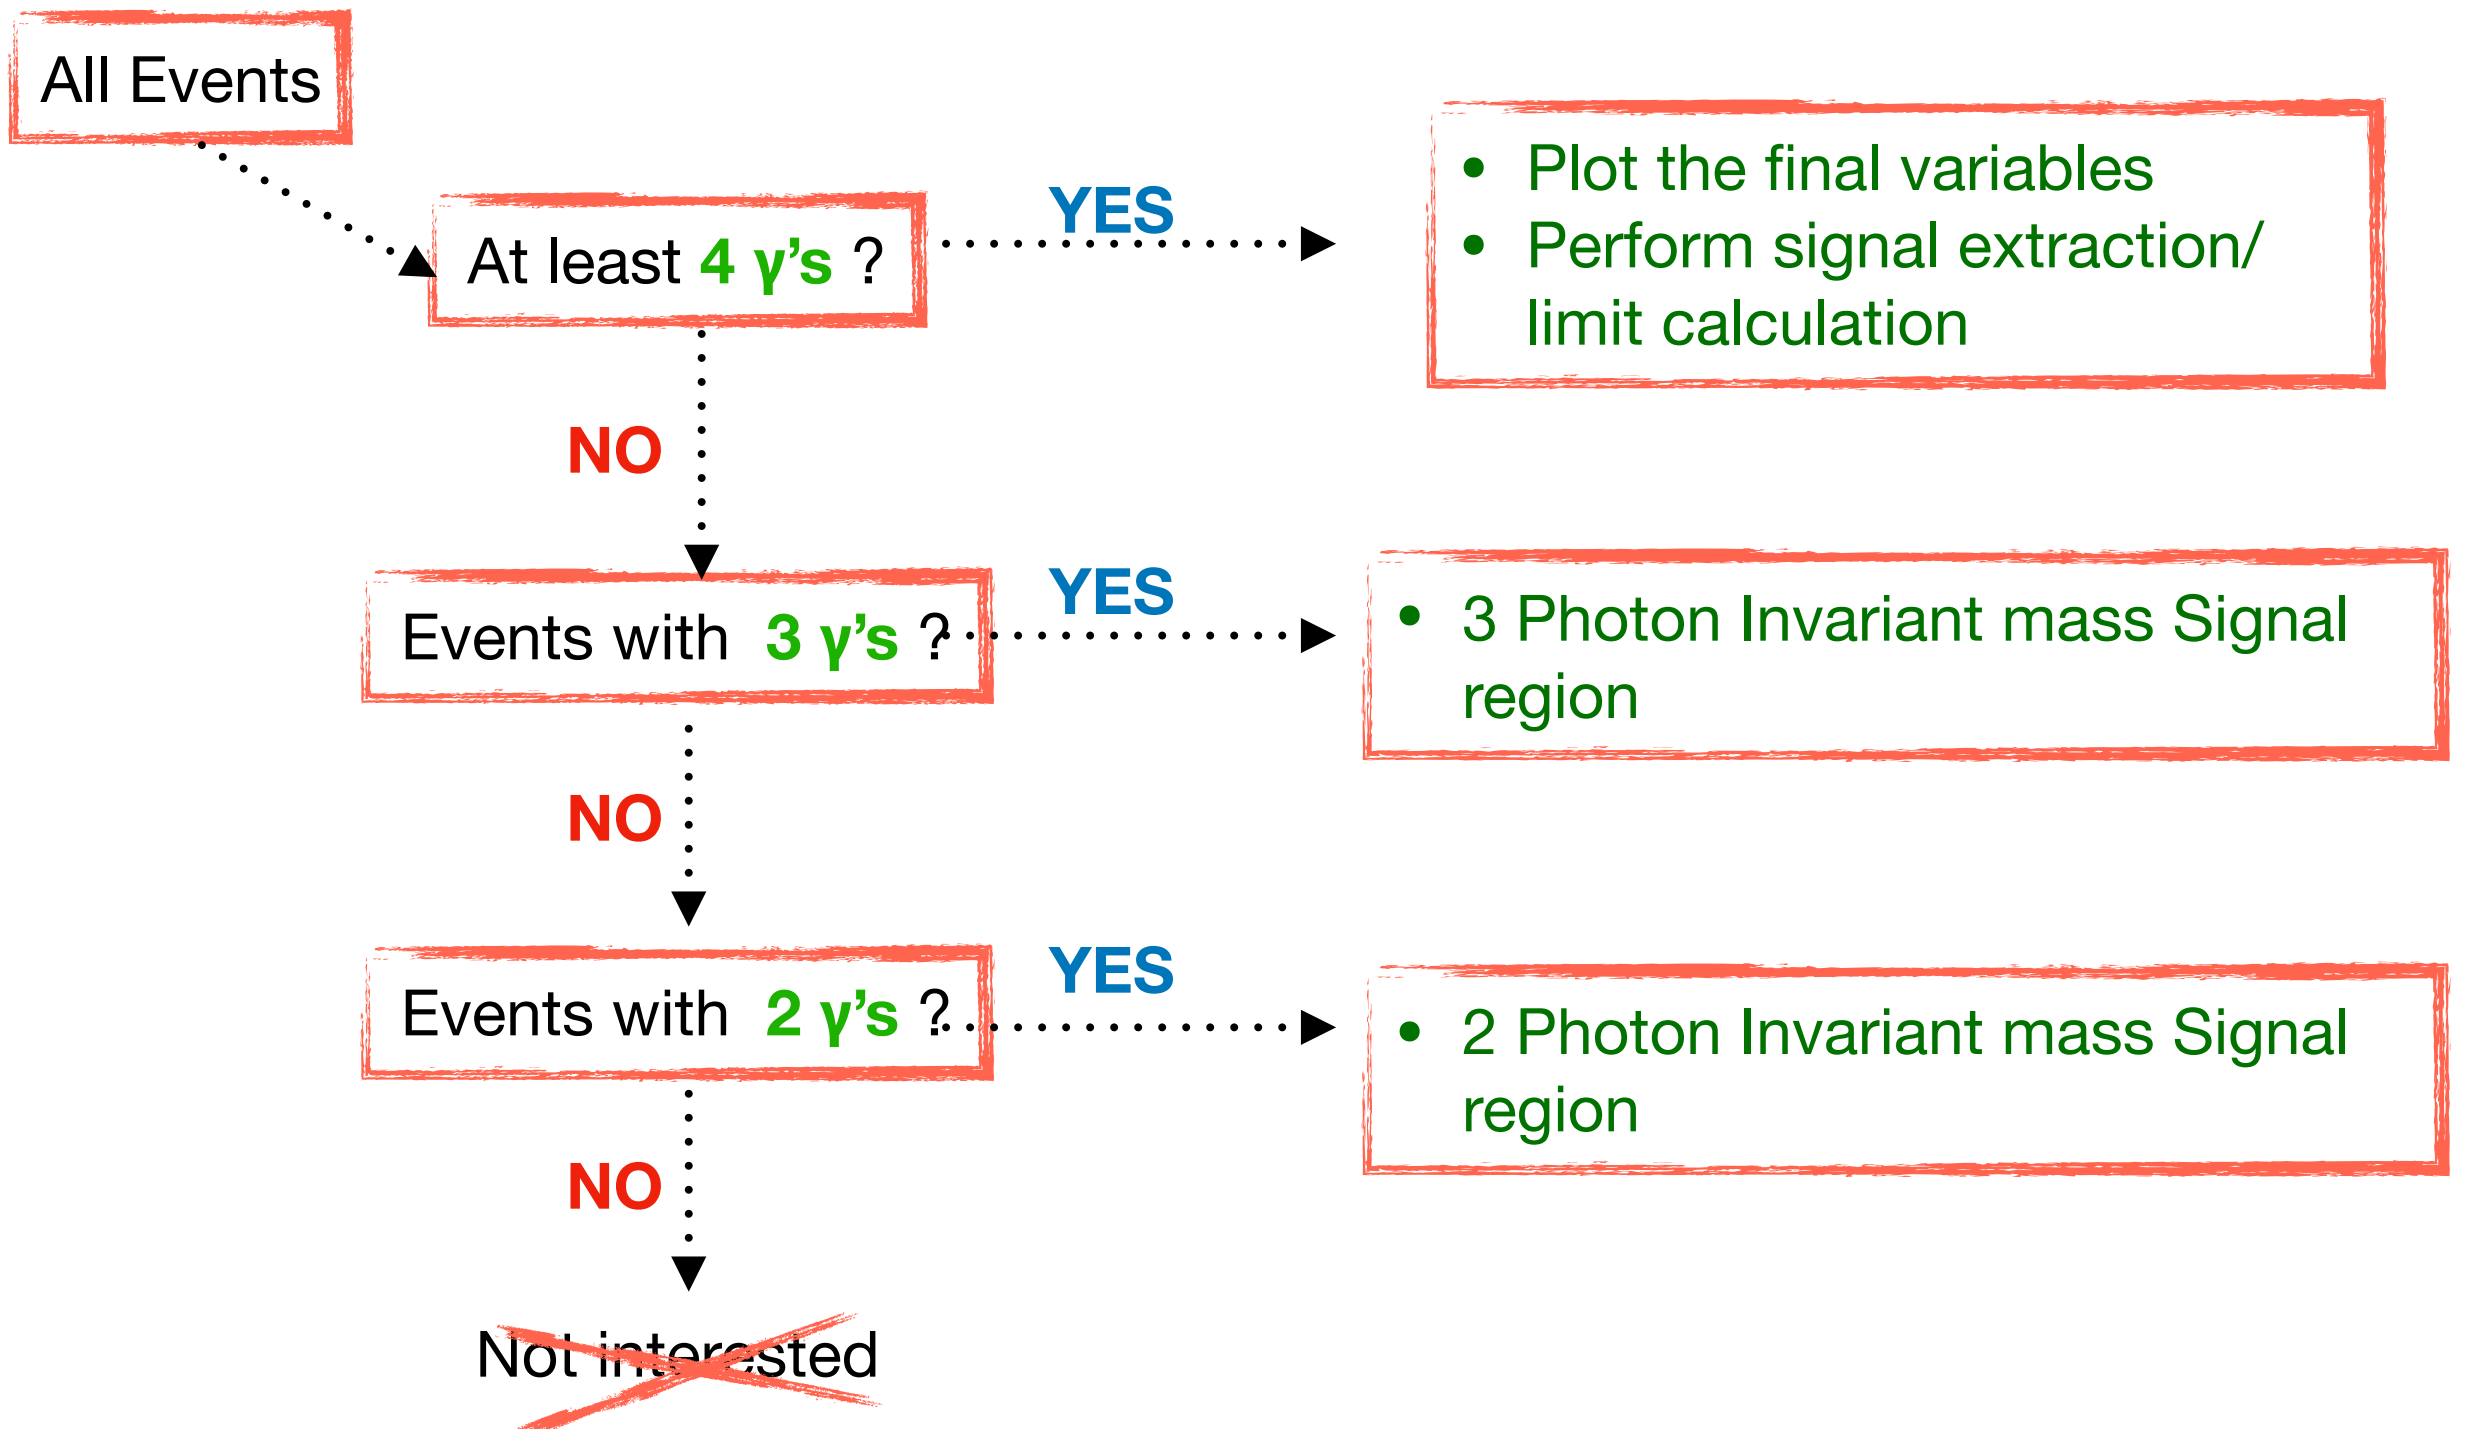 All Events
At least 4 γ’s ?
YES
• Plot the final variables
• Perform signal extraction/
limit calculation
NO
Events with 3 γ’s ?
YES
• 3 Photon Invariant mass Signal
region
NO
Events with 2 γ’s ?
YES
• 2 Photon Invariant mass Signal
region
NO
Not interested